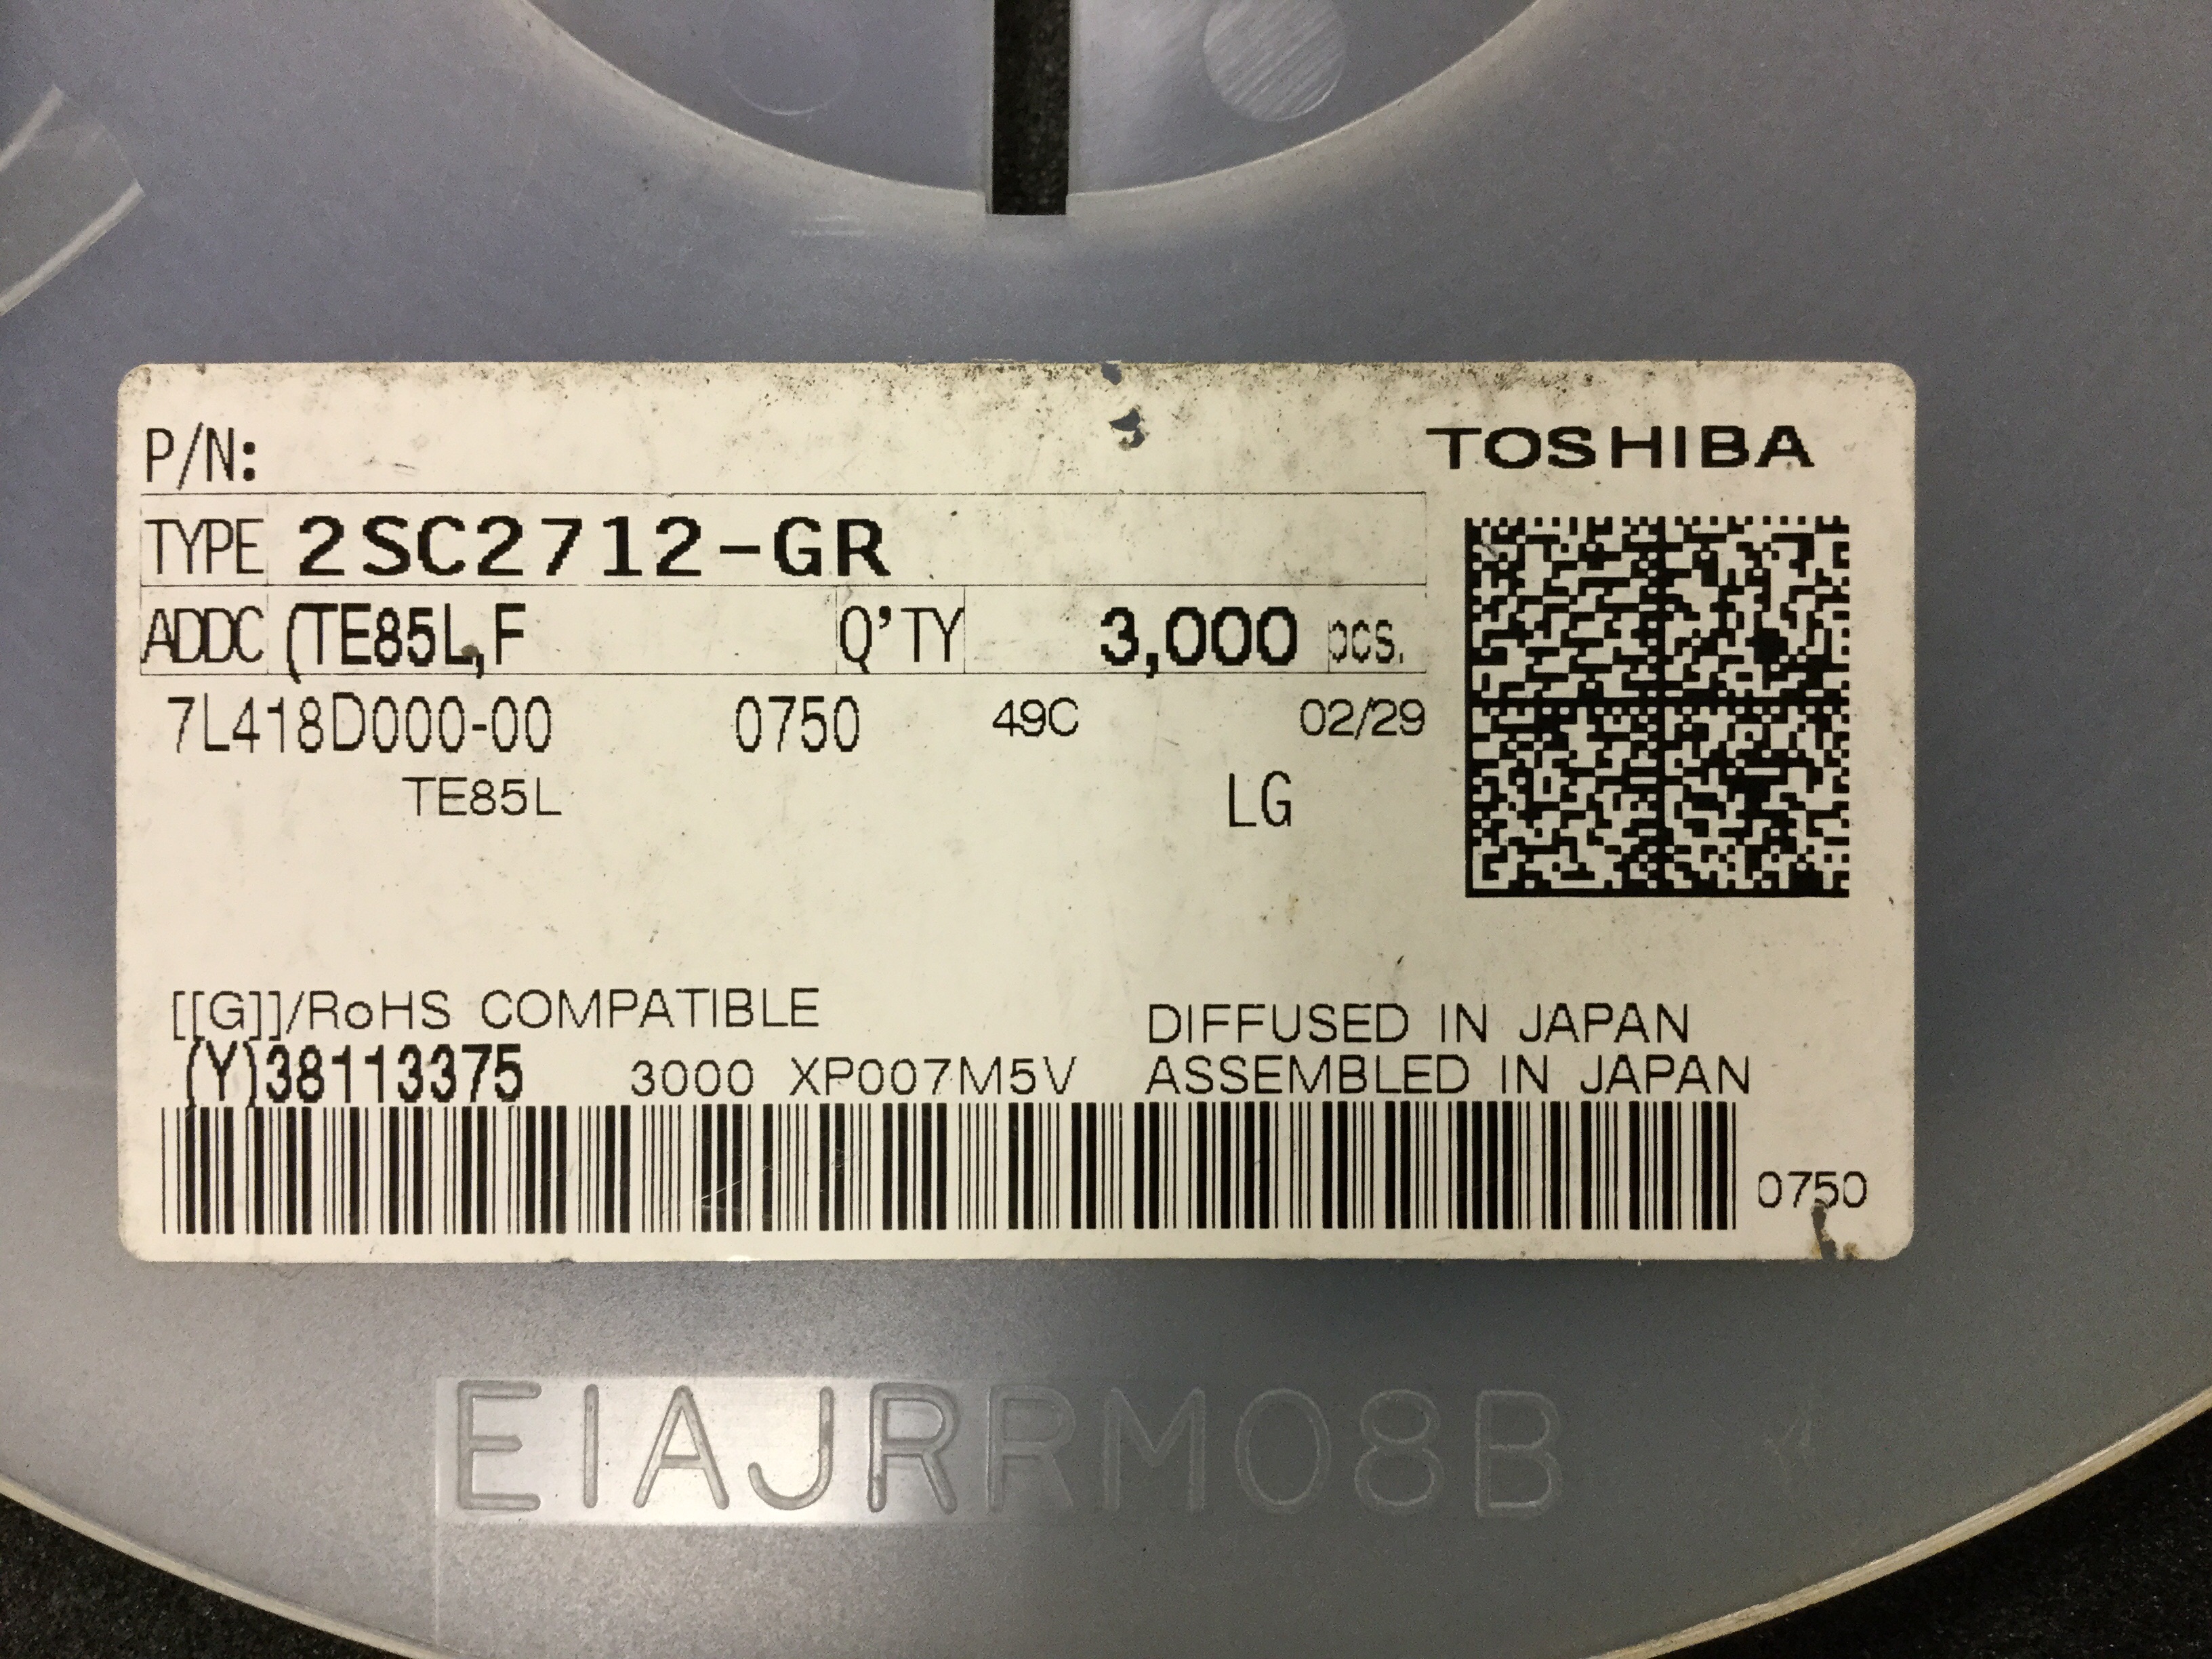 P/N:
TOSHIBA
TYPE 2SC2712-GR
ADDC (TE85L,F Q'TY 3,000 pcs.
7L418D000-00 0750 49C 02/29
TE85L LG
[[G]]/RoHS COMPATIBLE
DIFFUSED IN JAPAN
(Y)38113375 3000 XP007M5V ASSEMBLED IN JAPAN
0750
EIAJRRM08B